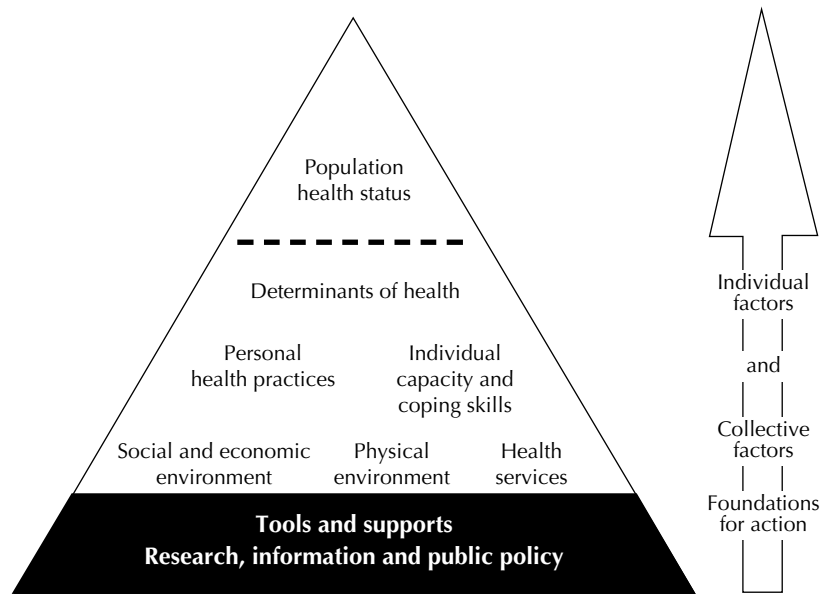 Population
health status
Determinants of health
Personal
health practices
Individual
capacity and
coping skills
Social and economic
environment
Physical
environment
Health
services
Tools and supports
Research, information and public policy
Individual
factors
and
Collective
factors
Foundations
for action